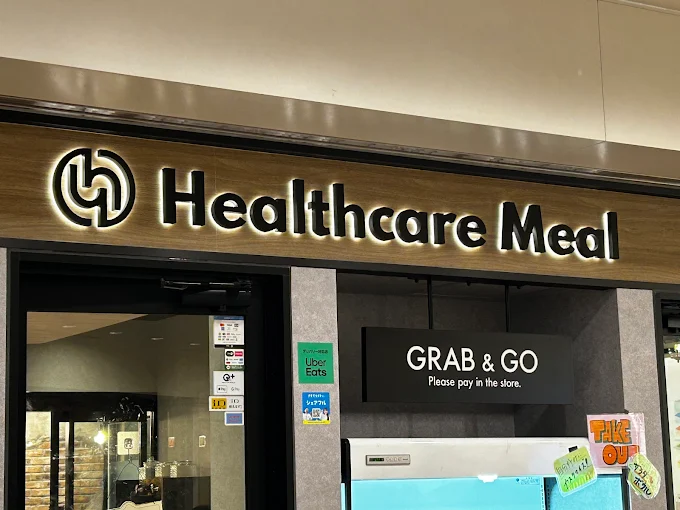 Healthcare Meal
GRAB & GO
Please pay in the store.
Uber
Eats
TAKE
OUT